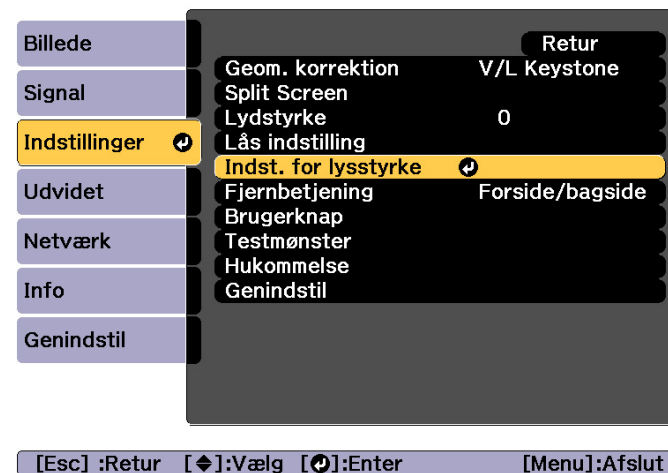 Billede
Signal
Indstillinger
Udvidet
Netværk
Info
Genindstil
Retur
Geom. korrektion V/L Keystone
Split Screen
Lydstyrke 0
Lås indstilling
Indst. for lysstyrke
Fjernbetjening Forside/bagside
Brugerknap
Testmønster
Hukommelse
Genindstil
[Esc] :Retur [◆]:Vælg [↵]:Enter [Menu]:Afslut